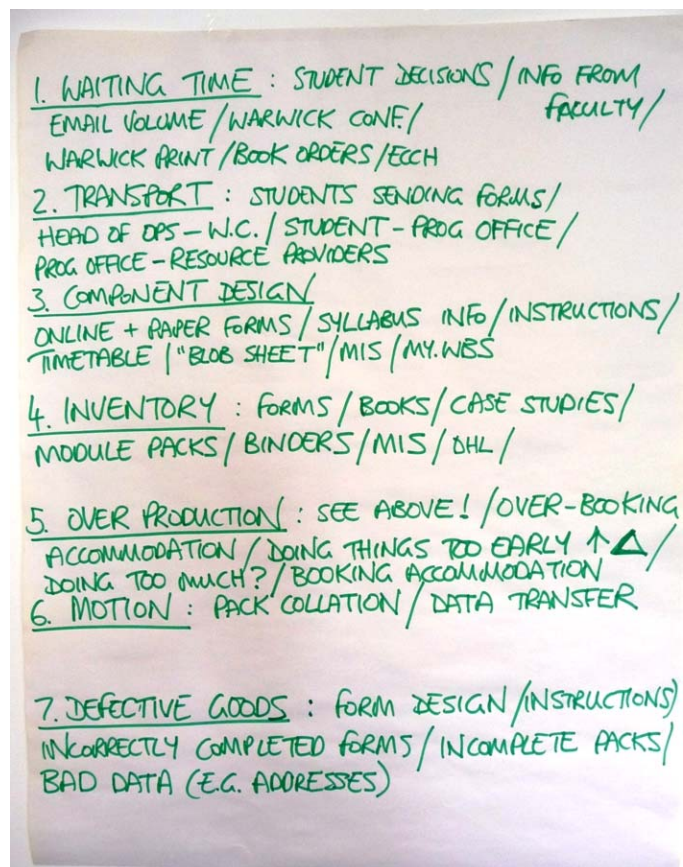 1. WAITING TIME : STUDENT DECISIONS / INFO FROM
EMAIL VOLUME / WARWICK CONF. / FACULTY /
WARWICK PRINT / BOOK ORDERS / ECCH
2. TRANSPORT : STUDENTS SENDING FORMS /
HEAD OF OPS - W.C. / STUDENT - PROG OFFICE /
PROG OFFICE - RESOURCE PROVIDERS
3. COMPONENT DESIGN
ONLINE + PAPER FORMS / SYLLABUS INFO / INSTRUCTIONS /
TIMETABLE / "BLOB SHEET" / MIS / MY.WBS
4. INVENTORY : FORMS / BOOKS / CASE STUDIES /
MODULE PACKS / BINDERS / MIS / DHL /
5. OVER PRODUCTION : SEE ABOVE! / OVER-BOOKING
ACCOMMODATION / DOING THINGS TOO EARLY ↑ △ /
DOING TOO MUCH? / BOOKING ACCOMMODATION
6. MOTION : PACK COLLATION / DATA TRANSFER
7. DEFECTIVE GOODS : FORM DESIGN / INSTRUCTIONS)
INCORRECTLY COMPLETED FORMS / INCOMPLETE PACKS /
BAD DATA (E.G. ADDRESSES)